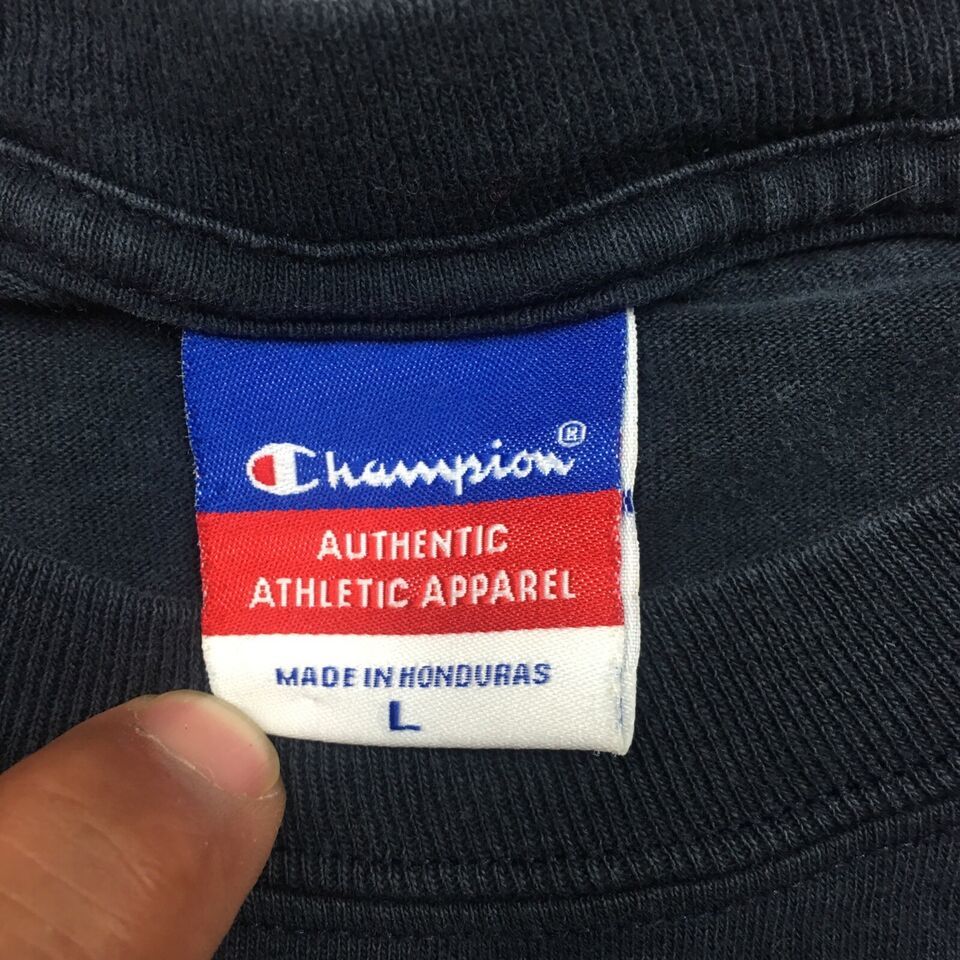 Champion®
AUTHENTIC
ATHLETIC APPAREL
MADE IN HONDURAS
L